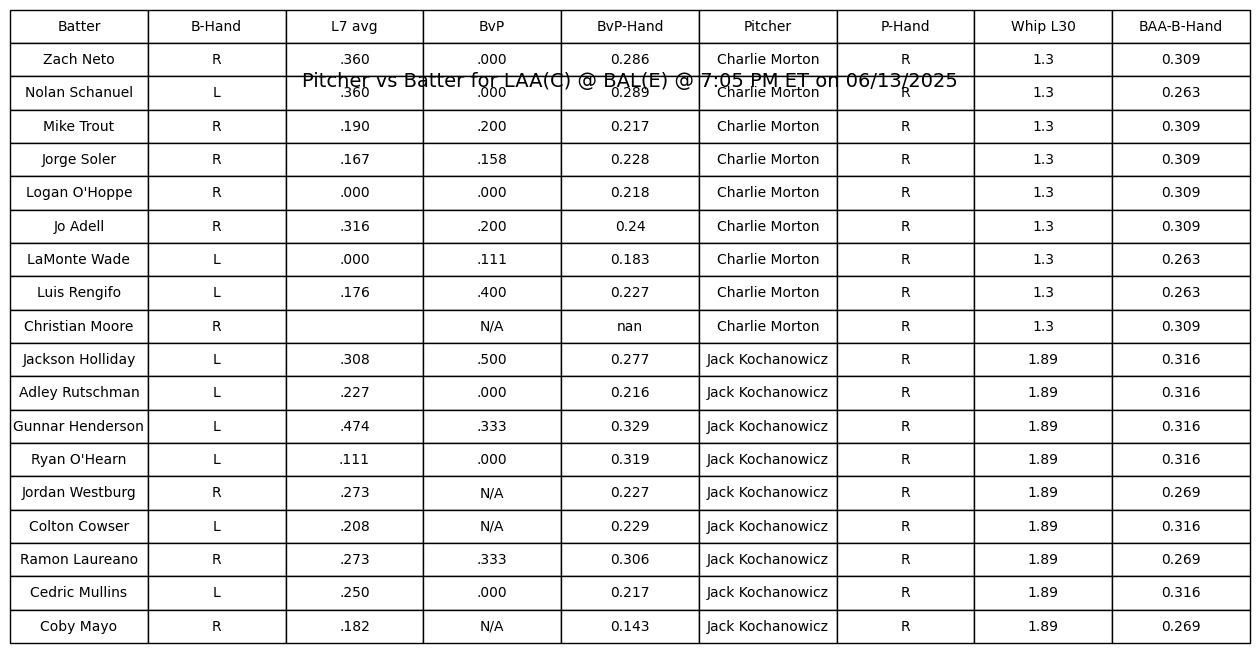 Batter B-Hand L7 avg BvP BvP-Hand Pitcher P-Hand Whip L30 BAA-B-Hand
Zach Neto R .360 .000 0.286 Charlie Morton R 1.3 0.309
Pitcher vs Batter for LAA(C) @ BAL(E) @ 7:05 PM ET on 06/13/2025
Nolan Schanuel L .360 .000 0.289 Charlie Morton R 1.3 0.263
Mike Trout R .190 .200 0.217 Charlie Morton R 1.3 0.309
Jorge Soler R .167 .158 0.228 Charlie Morton R 1.3 0.309
Logan O'Hoppe R .000 .000 0.218 Charlie Morton R 1.3 0.309
Jo Adell R .316 .200 0.24 Charlie Morton R 1.3 0.309
LaMonte Wade L .000 .111 0.183 Charlie Morton R 1.3 0.263
Luis Rengifo L .176 .400 0.227 Charlie Morton R 1.3 0.263
Christian Moore R N/A nan Charlie Morton R 1.3 0.309
Jackson Holliday L .308 .500 0.277 Jack Kochanowicz R 1.89 0.316
Adley Rutschman L .227 .000 0.216 Jack Kochanowicz R 1.89 0.316
Gunnar Henderson L .474 .333 0.329 Jack Kochanowicz R 1.89 0.316
Ryan O'Hearn L .111 .000 0.319 Jack Kochanowicz R 1.89 0.316
Jordan Westburg R .273 N/A 0.227 Jack Kochanowicz R 1.89 0.269
Colton Cowser L .208 N/A 0.229 Jack Kochanowicz R 1.89 0.316
Ramon Laureano R .273 .333 0.306 Jack Kochanowicz R 1.89 0.269
Cedric Mullins L .250 .000 0.217 Jack Kochanowicz R 1.89 0.316
Coby Mayo R .182 N/A 0.143 Jack Kochanowicz R 1.89 0.269